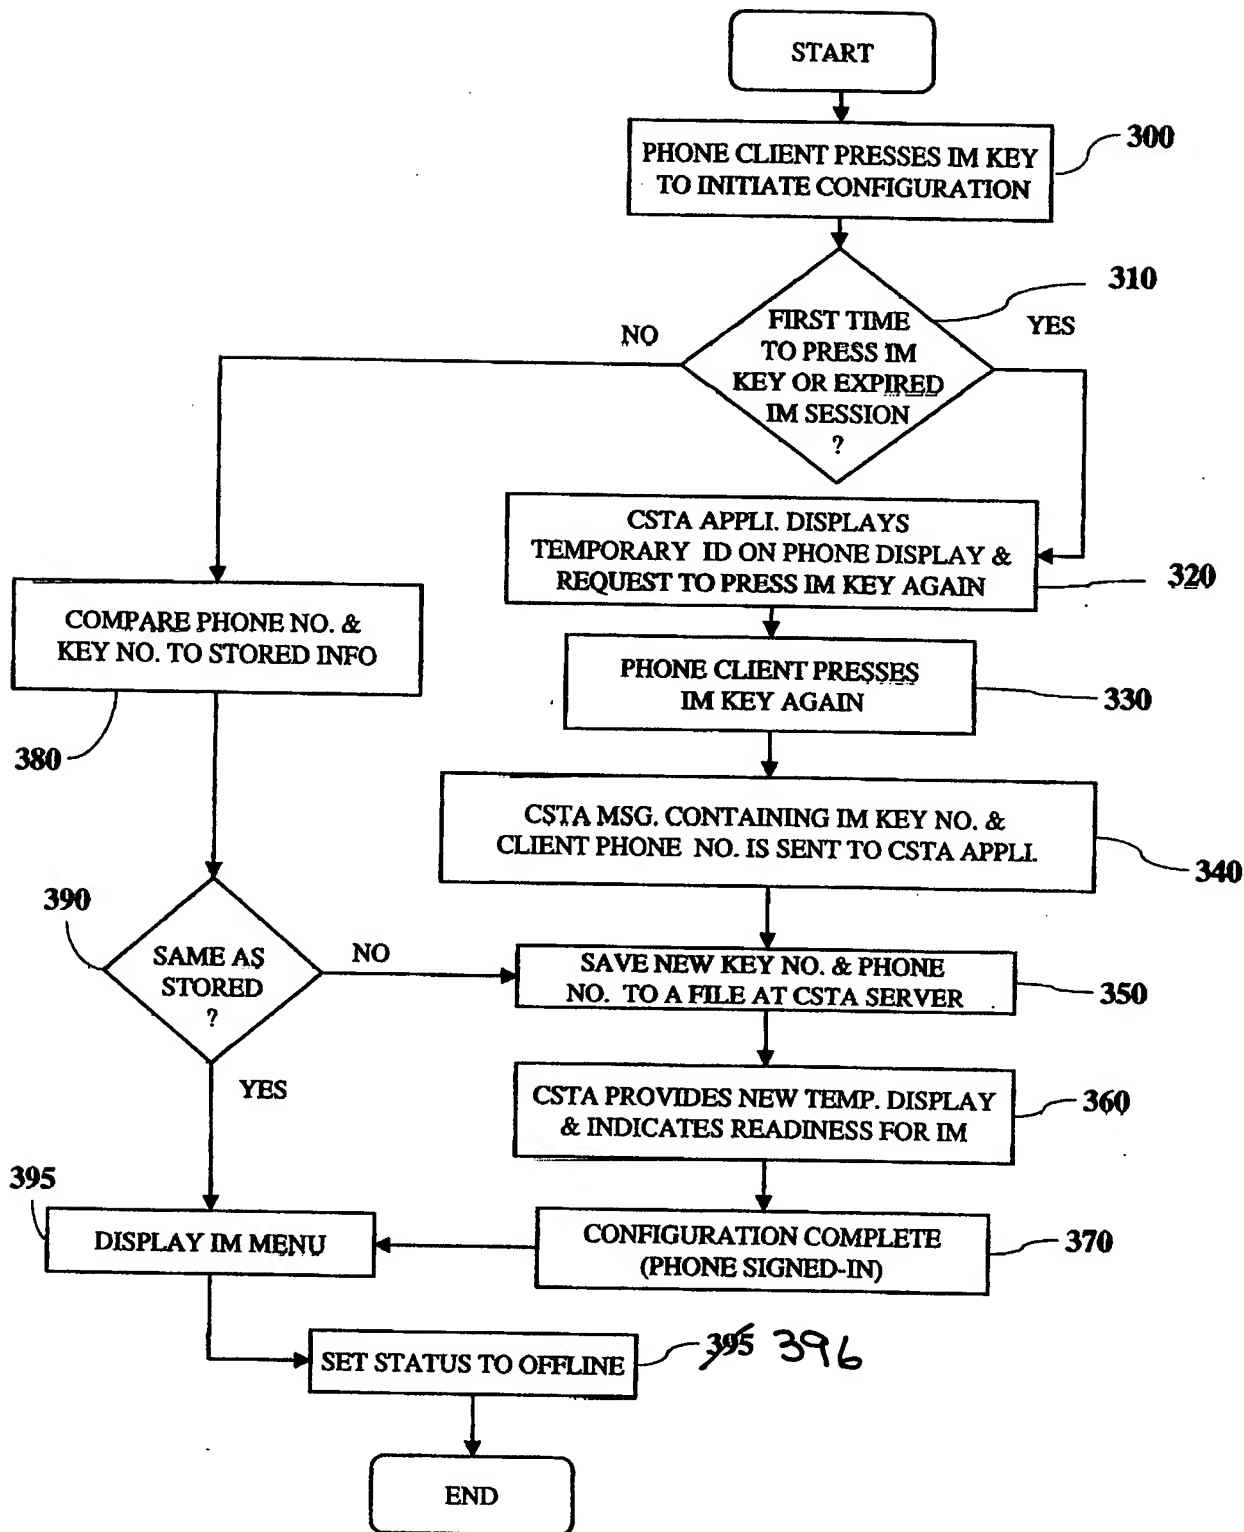 START
PHONE CLIENT PRESSES IM KEY
TO INITIATE CONFIGURATION
300
310
FIRST TIME
TO PRESS IM
KEY OR EXPIRED
IM SESSION
?
NO
YES
CSTA APPLI. DISPLAYS
TEMPORARY ID ON PHONE DISPLAY &
REQUEST TO PRESS IM KEY AGAIN
320
COMPARE PHONE NO. &
KEY NO. TO STORED INFO
380
PHONE CLIENT PRESSES
IM KEY AGAIN
330
CSTA MSG. CONTAINING IM KEY NO. &
CLIENT PHONE NO. IS SENT TO CSTA APPLI.
340
390
SAME AS
STORED
?
NO
YES
SAVE NEW KEY NO. & PHONE
NO. TO A FILE AT CSTA SERVER
350
CSTA PROVIDES NEW TEMP. DISPLAY
& INDICATES READINESS FOR IM
360
395
DISPLAY IM MENU
CONFIGURATION COMPLETE
(PHONE SIGNED-IN)
370
SET STATUS TO OFFLINE
395 396
END